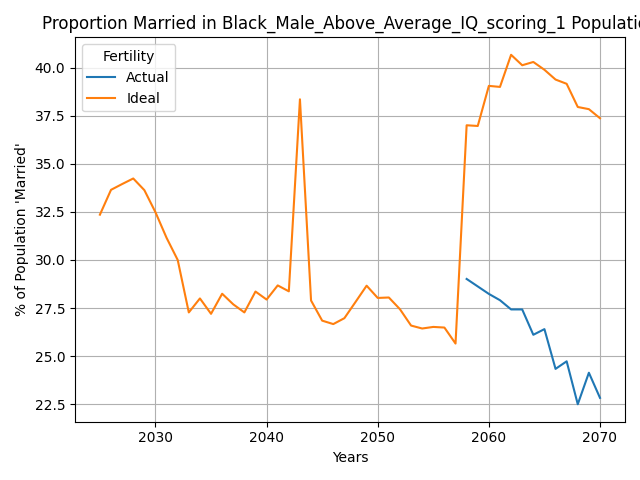 Proportion Married in Black_Male_Above_Average_IQ_scoring_1 Populatio
Fertility
Actual
Ideal
% of Population 'Married'
40.0
37.5
35.0
32.5
30.0
27.5
25.0
22.5
2030 2040 2050 2060 2070
Years